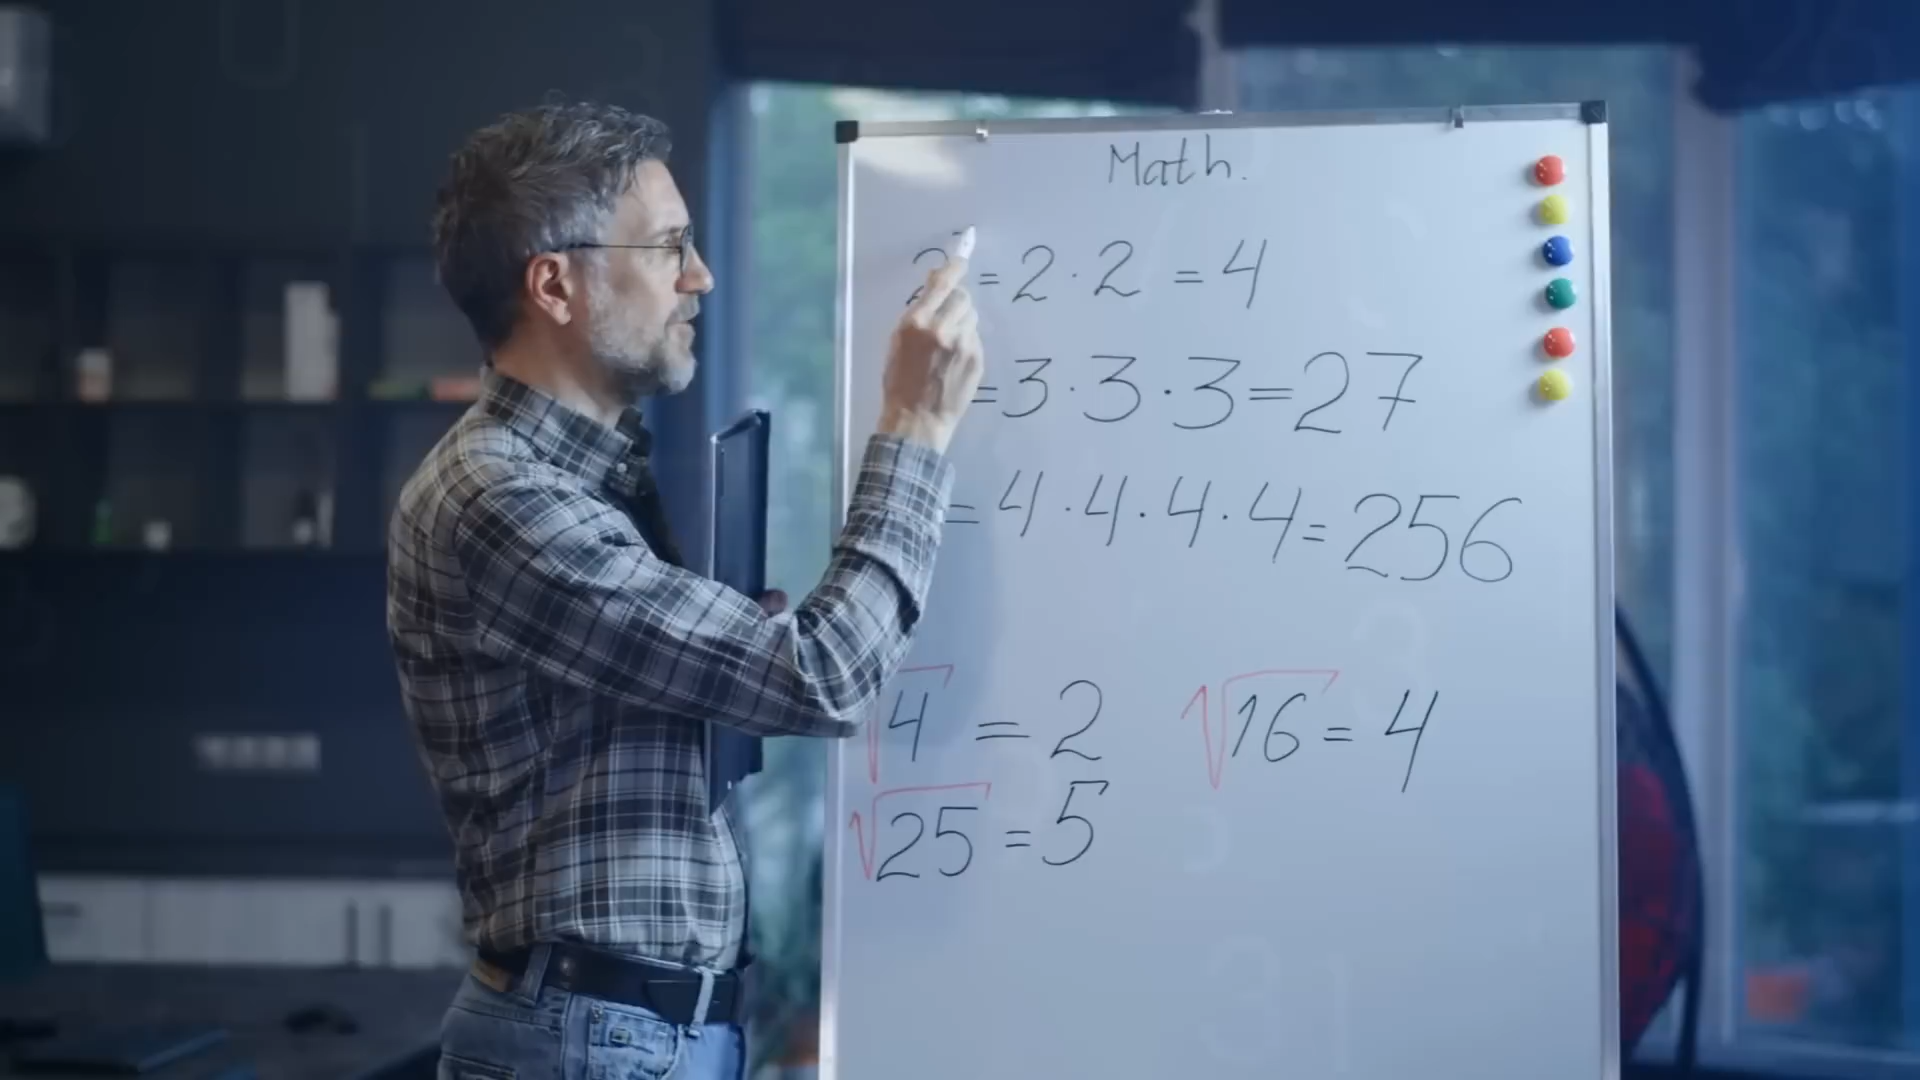 Math.
2 = 2 · 2 = 4
= 3 · 3 · 3 = 27
= 4 · 4 · 4 · 4 = 256
√4 = 2 √16 = 4
√25 = 5